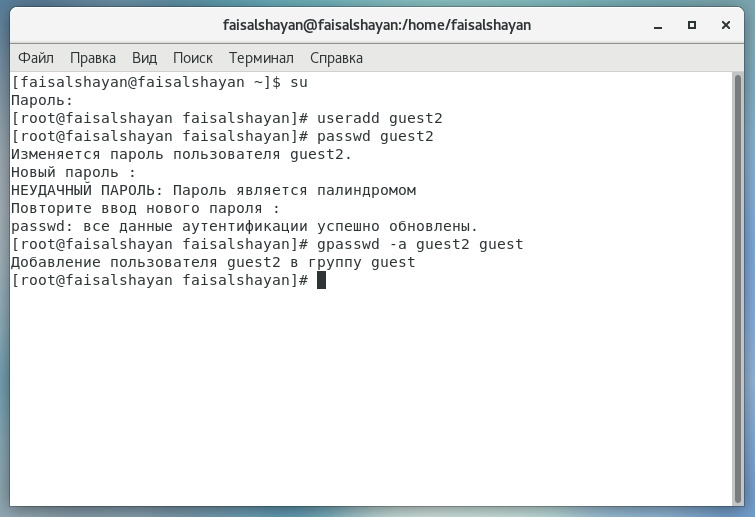 faisalshayan@faisalshayan:/home/faisalshayan
Файл Правка Вид Поиск Терминал Справка
[faisalshayan@faisalshayan ~]$ su
Пароль:
[root@faisalshayan faisalshayan]# useradd guest2
[root@faisalshayan faisalshayan]# passwd guest2
Изменяется пароль пользователя guest2.
Новый пароль :
НЕУДАЧНЫЙ ПАРОЛЬ: Пароль является палиндромом
Повторите ввод нового пароля :
passwd: все данные аутентификации успешно обновлены.
[root@faisalshayan faisalshayan]# gpasswd -a guest2 guest
Добавление пользователя guest2 в группу guest
[root@faisalshayan faisalshayan]#